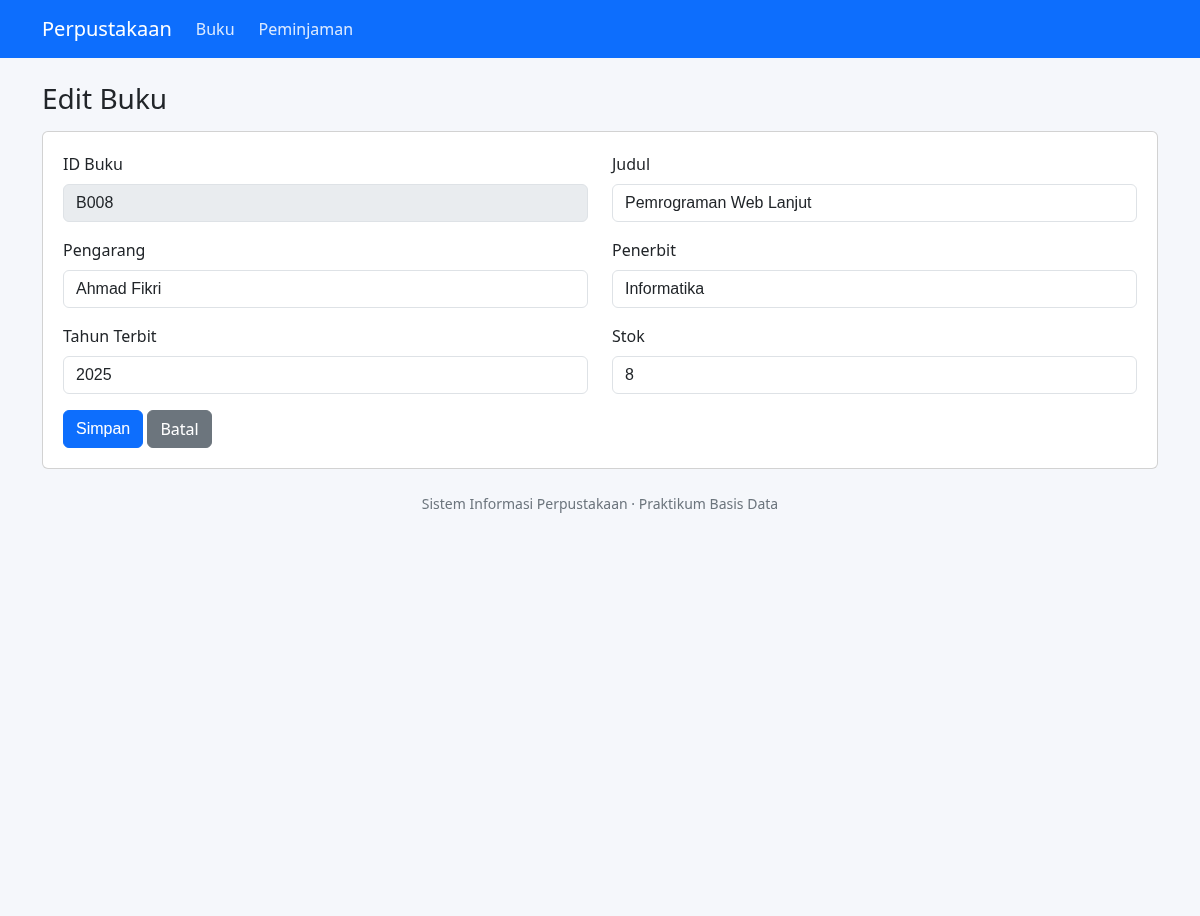 Perpustakaan Buku Peminjaman
Edit Buku
ID Buku Judul
B008 Pemrograman Web Lanjut
Pengarang Penerbit
Ahmad Fikri Informatika
Tahun Terbit Stok
2025 8
Simpan Batal
Sistem Informasi Perpustakaan · Praktikum Basis Data